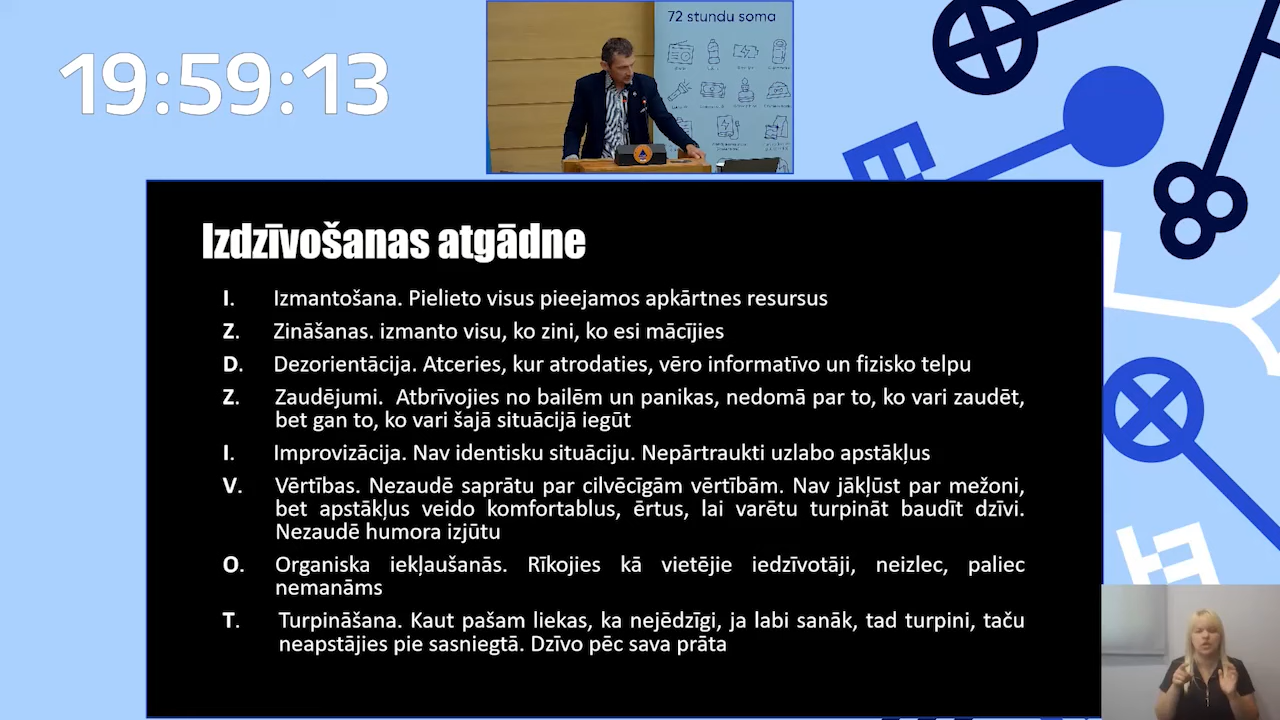 19:59:13
72 stundu soma
Izdzīvošanas atgādne
I. Izmantošana. Pielieto visus pieejamos apkārtnes resursus
Z. Zināšanas. izmanto visu, ko zini, ko esi mācījies
D. Dezorientācija. Atceries, kur atrodaties, vēro informatīvo un fizisko telpu
Z. Zaudējumi. Atbrīvojies no bailēm un panikas, nedomā par to, ko vari zaudēt,
bet gan to, ko vari šajā situācijā iegūt
I. Improvizācija. Nav identisku situāciju. Nepārtraukti uzlabo apstākļus
V. Vērtības. Nezaudē saprātu par cilvēcīgām vērtībām. Nav jākļūst par mežoni,
bet apstākļus veido komfortablus, ērtus, lai varētu turpināt baudīt dzīvi.
Nezaudē humora izjūtu
O. Organiska iekļaušanās. Rīkojies kā vietējie iedzīvotāji, neizlec, paliec
nemanāms
T. Turpināšana. Kaut pašam liekas, ka nejēdzīgi, ja labi sanāk, tad turpini, taču
neapstājies pie sasniegtā. Dzīvo pēc sava prāta